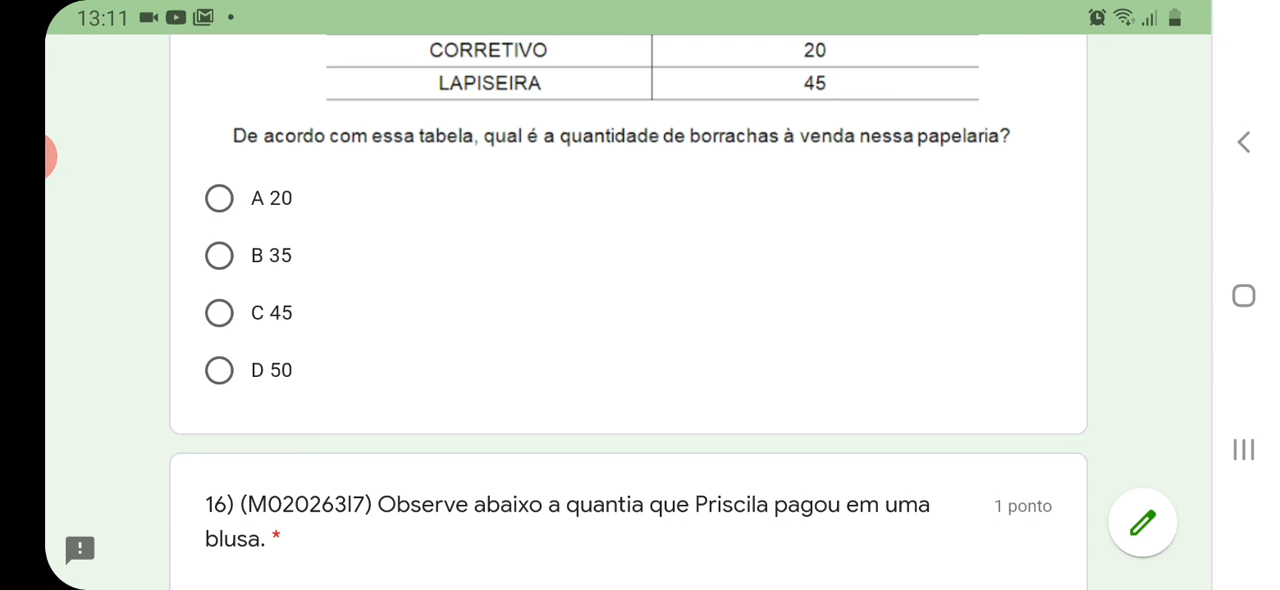 13:11
CORRETIVO 20
LAPISEIRA 45
De acordo com essa tabela, qual é a quantidade de borrachas à venda nessa papelaria?
A 20
B 35
C 45
D 50
16) (M020263I7) Observe abaixo a quantia que Priscila pagou em uma 1 ponto
blusa. *